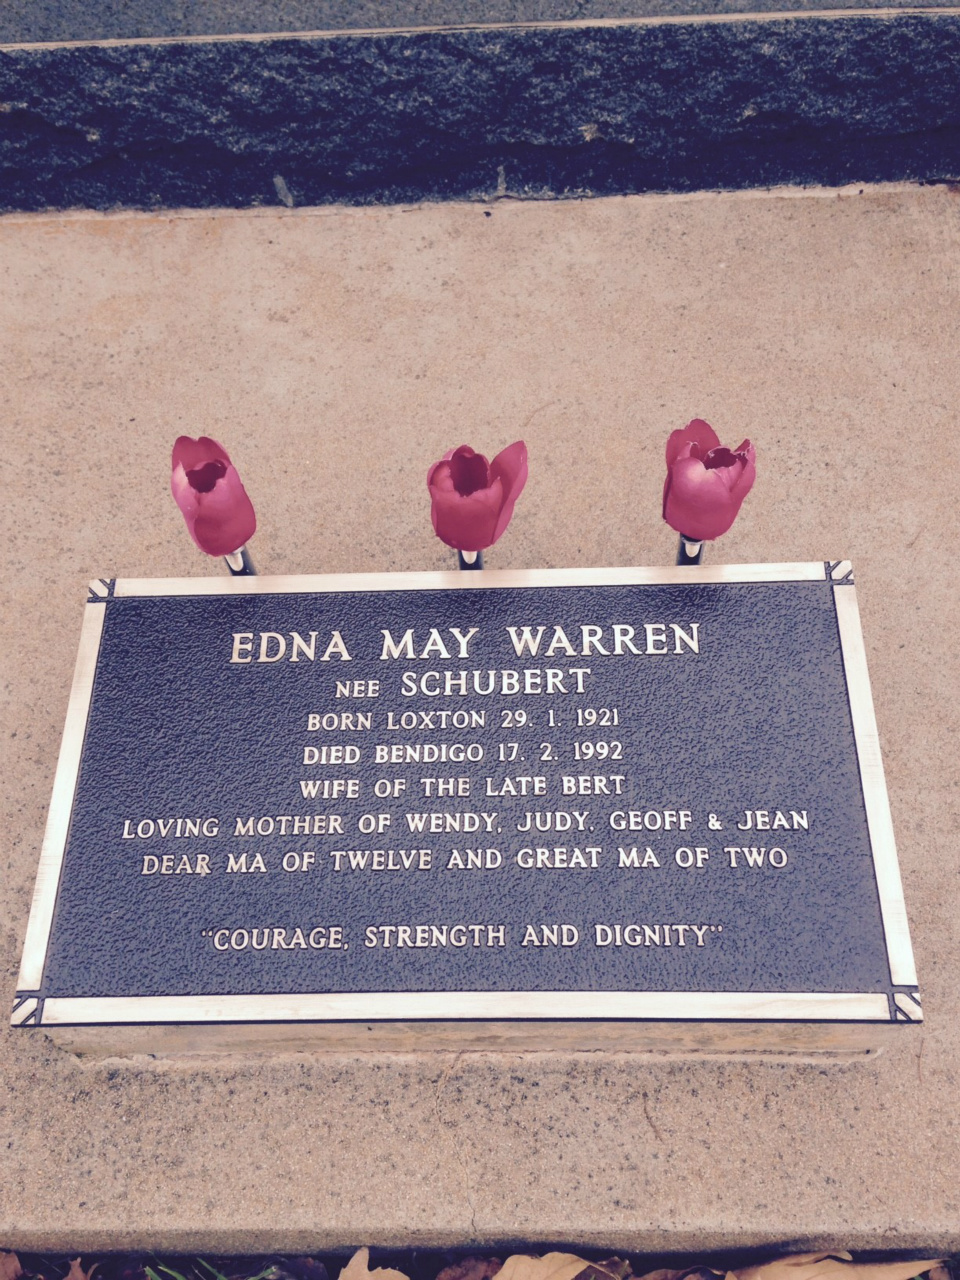 EDNA MAY WARREN
NEE SCHUBERT
BORN LOXTON 29. 1. 1921
DIED BENDIGO 17. 2. 1992
WIFE OF THE LATE BERT
LOVING MOTHER OF WENDY, JUDY, GEOFF & JEAN
DEAR MA OF TWELVE AND GREAT MA OF TWO
"COURAGE, STRENGTH AND DIGNITY"